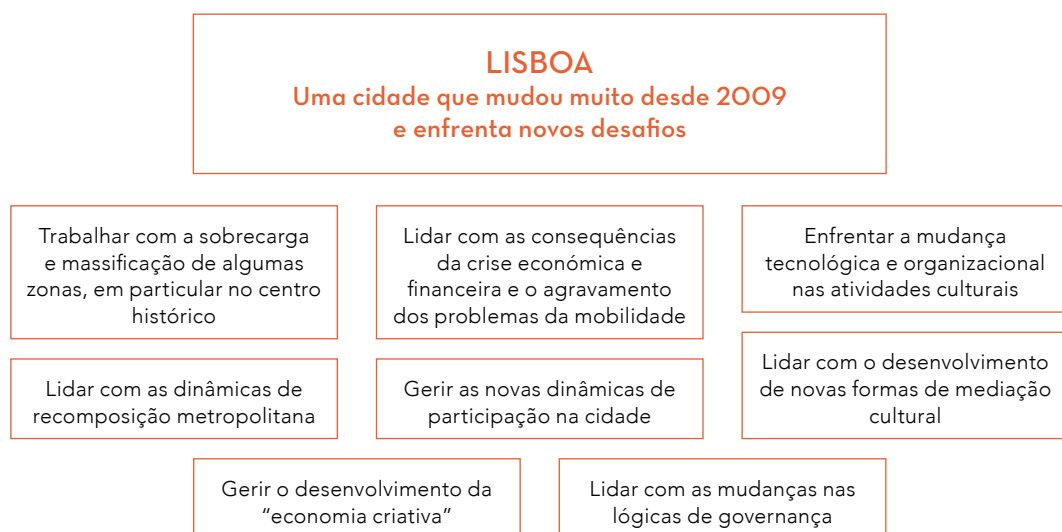 LISBOA
Uma cidade que mudou muito desde 2009
e enfrenta novos desafios
Trabalhar com a sobrecarga
e massificação de algumas
zonas, em particular no centro
histórico
Lidar com as consequências
da crise económica e
financeira e o agravamento
dos problemas da mobilidade
Enfrentar a mudança
tecnológica e organizacional
nas atividades culturais
Lidar com as dinâmicas de
recomposição metropolitana
Gerir as novas dinâmicas de
participação na cidade
Lidar com o desenvolvimento
de novas formas de mediação
cultural
Gerir o desenvolvimento da
“economia criativa”
Lidar com as mudanças nas
lógicas de governança